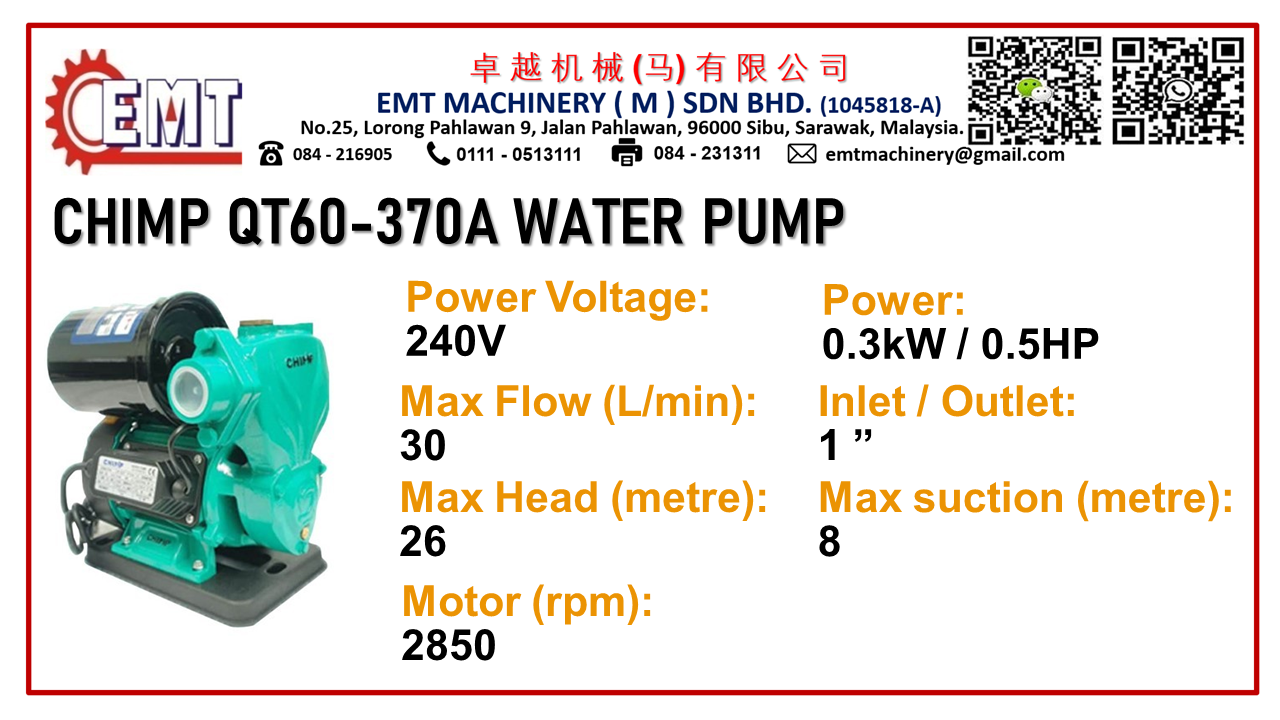 EMT
卓越机械(马)有限公司
EMT MACHINERY ( M ) SDN BHD. (1045818-A)
No.25, Lorong Pahlawan 9, Jalan Pahlawan, 96000 Sibu, Sarawak, Malaysia.
084 - 216905 0111 - 0513111 084 - 231311 emtmachinery@gmail.com
CHIMP QT60-370A WATER PUMP
CHIMP
CHIMP
CHIMP
Power Voltage:
240V
Power:
0.3kW / 0.5HP
Max Flow (L/min):
30
Inlet / Outlet:
1 ”
Max Head (metre):
26
Max suction (metre):
8
Motor (rpm):
2850